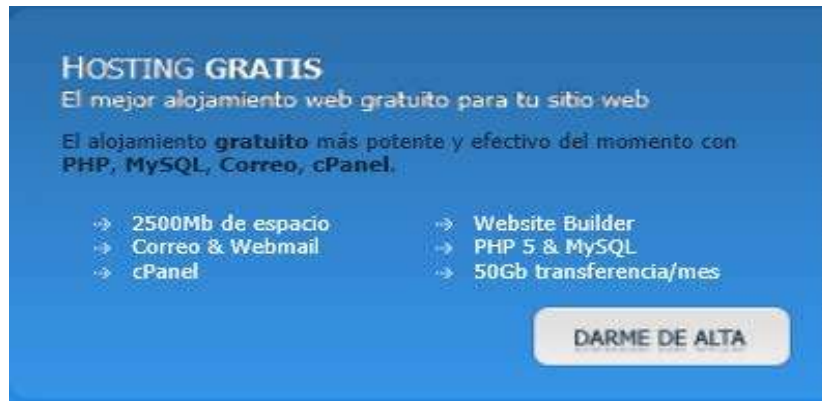 HOSTING GRATIS
El mejor alojamiento web gratuito para tu sitio web
El alojamiento gratuito más potente y efectivo del momento con
PHP, MySQL, Correo, cPanel.
2500Mb de espacio
Correo & Webmail
cPanel
Website Builder
PHP 5 & MySQL
50Gb transferencia/mes
DARME DE ALTA